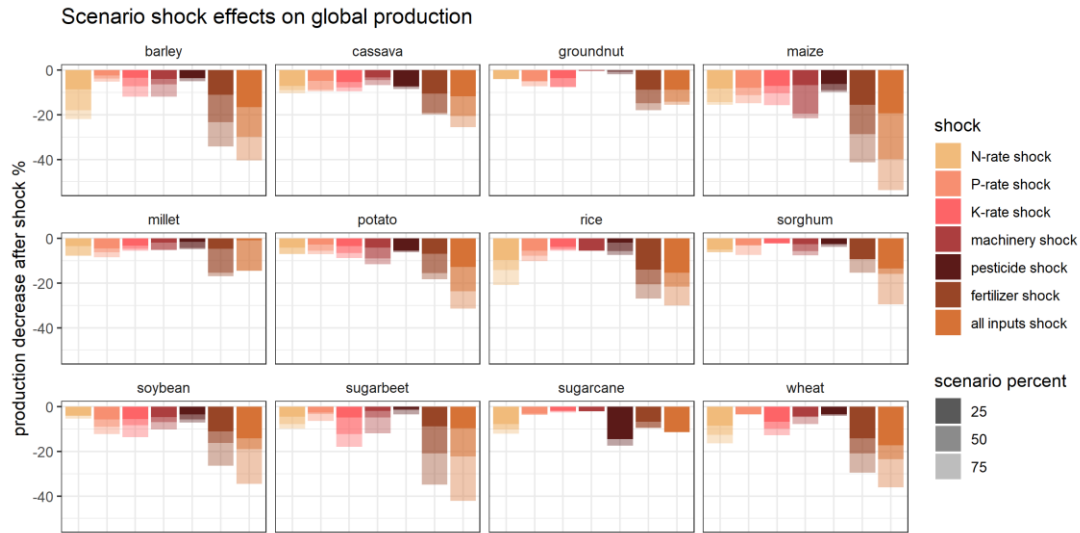 Scenario shock effects on global production
production decrease after shock %
barley
cassava
groundnut
maize
0
-20
-40
millet
potato
rice
sorghum
0
-20
-40
soybean
sugarbeet
sugarcane
wheat
0
-20
-40
shock
N-rate shock
P-rate shock
K-rate shock
machinery shock
pesticide shock
fertilizer shock
all inputs shock
scenario percent
25
50
75